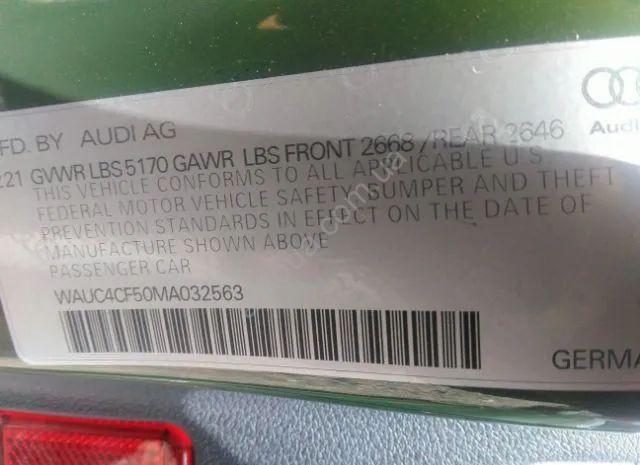 FD. BY AUDI AG
Audi
21 GVWR LBS 5170 GAWR LBS FRONT 2668 / REAR 2646
THIS VEHICLE CONFORMS TO ALL APPLICABLE U S
FEDERAL MOTOR VEHICLE SAFETY, BUMPER AND THEFT
PREVENTION STANDARDS IN EFFECT ON THE DATE OF
MANUFACTURE SHOWN ABOVE
PASSENGER CAR
WAUC4CF50MA032563
GERMA